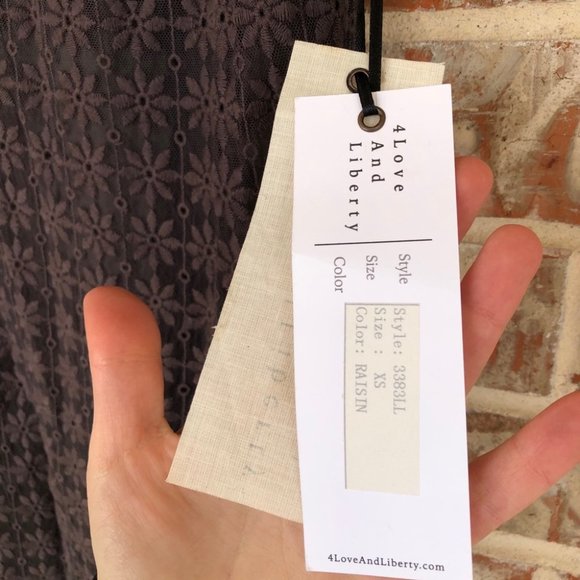 4Love
And
Liberty
Style
Size
Color
Style: 3383LL
Size : XS
Color: RAISIN
4LoveAndLiberty.com